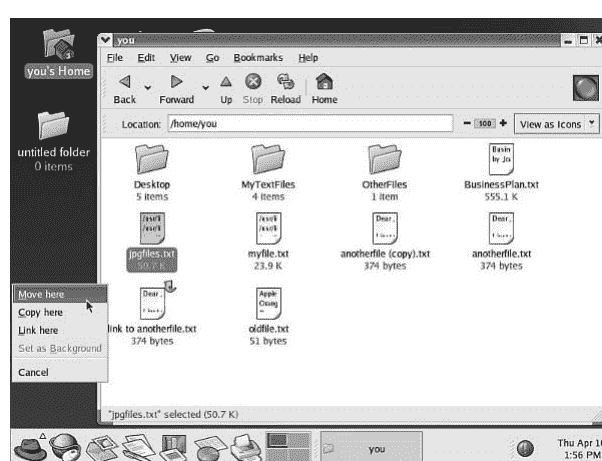 you
File Edit View Go Bookmarks Help
Back Forward Up Stop Reload Home
Location: /home/you 100 View as Icons
you's Home
untitled folder
0 items
Desktop
5 items
MyTextFiles
4 items
OtherFiles
1 item
BusinessPlan.txt
555.1 K
jpgfiles.txt
50.7 K
myfile.txt
23.9 K
anotherfile (copy).txt
374 bytes
anotherfile.txt
374 bytes
link to anotherfile.txt
374 bytes
oldfile.txt
51 bytes
Move here
Copy here
Link here
Set as Background
Cancel
"jpgfiles.txt" selected (50.7 K)
you
Thu Apr 1
1:56 PM